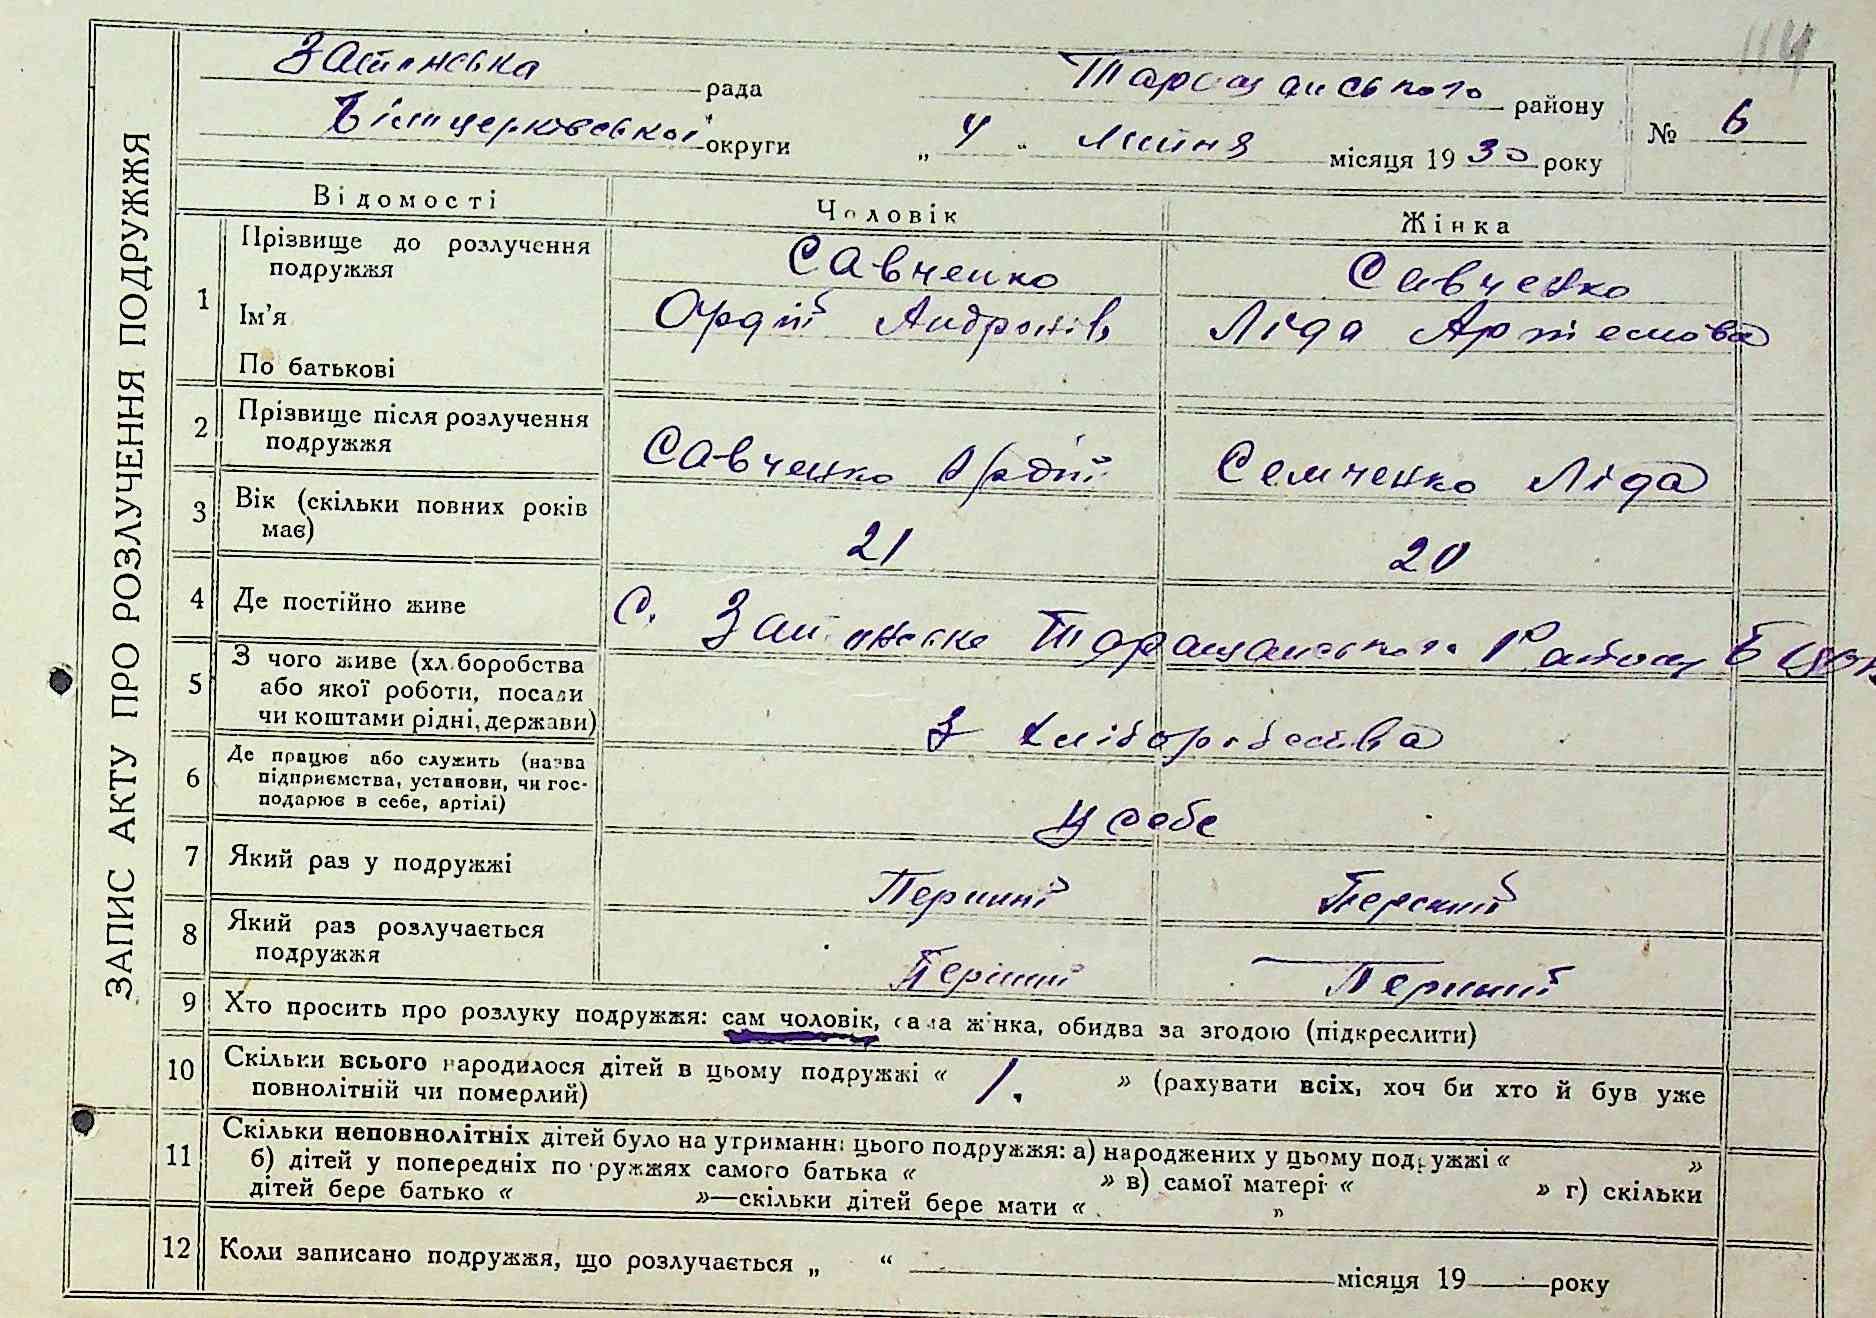 114
ЗАПИС АКТУ ПРО РОЗЛУЧЕННЯ ПОДРУЖЖЯ
рада Таращанського району № 6
Білоцерківської округи „ 4 “ Липня місяця 1930 року
Відомості Чоловік Жінка
1 Прізвище до розлучення подружжя Савченко Савченко
Ім'я Андронів Ліда Артемова
По батькові
2 Прізвище після розлучення подружжя Савченко Семченко Ліда
3 Вік (скільки повних років має) 21 20
4 Де постійно живе с. Таращанського Району
5 З чого живе (хліборобства або якої роботи, посади чи коштами рідні, держави) З хліборобства
6 Де працює або служить (назва підприємства, установи, чи господарює в себе, артілі) У себе
7 Який раз у подружжі Перший Перший
8 Який раз розлучається подружжя Перший Перший
9 Хто просить про розлуку подружжя: сам чоловік, сама жінка, обидва за згодою (підкреслити)
10 Скільки всього народилося дітей в цьому подружжі « 1. » (рахувати всіх, хоч би хто й був уже
повнолітній чи померлий)
11 Скільки неповнолітніх дітей було на утриманні цього подружжя: а) народжених у цьому подружжі « »
б) дітей у попередніх подружжях самого батька « » в) самої матері « » г) скільки
дітей бере батько « »—скільки дітей бере мати « »
12 Коли записано подружжя, що розлучається „ “ місяця 19 року